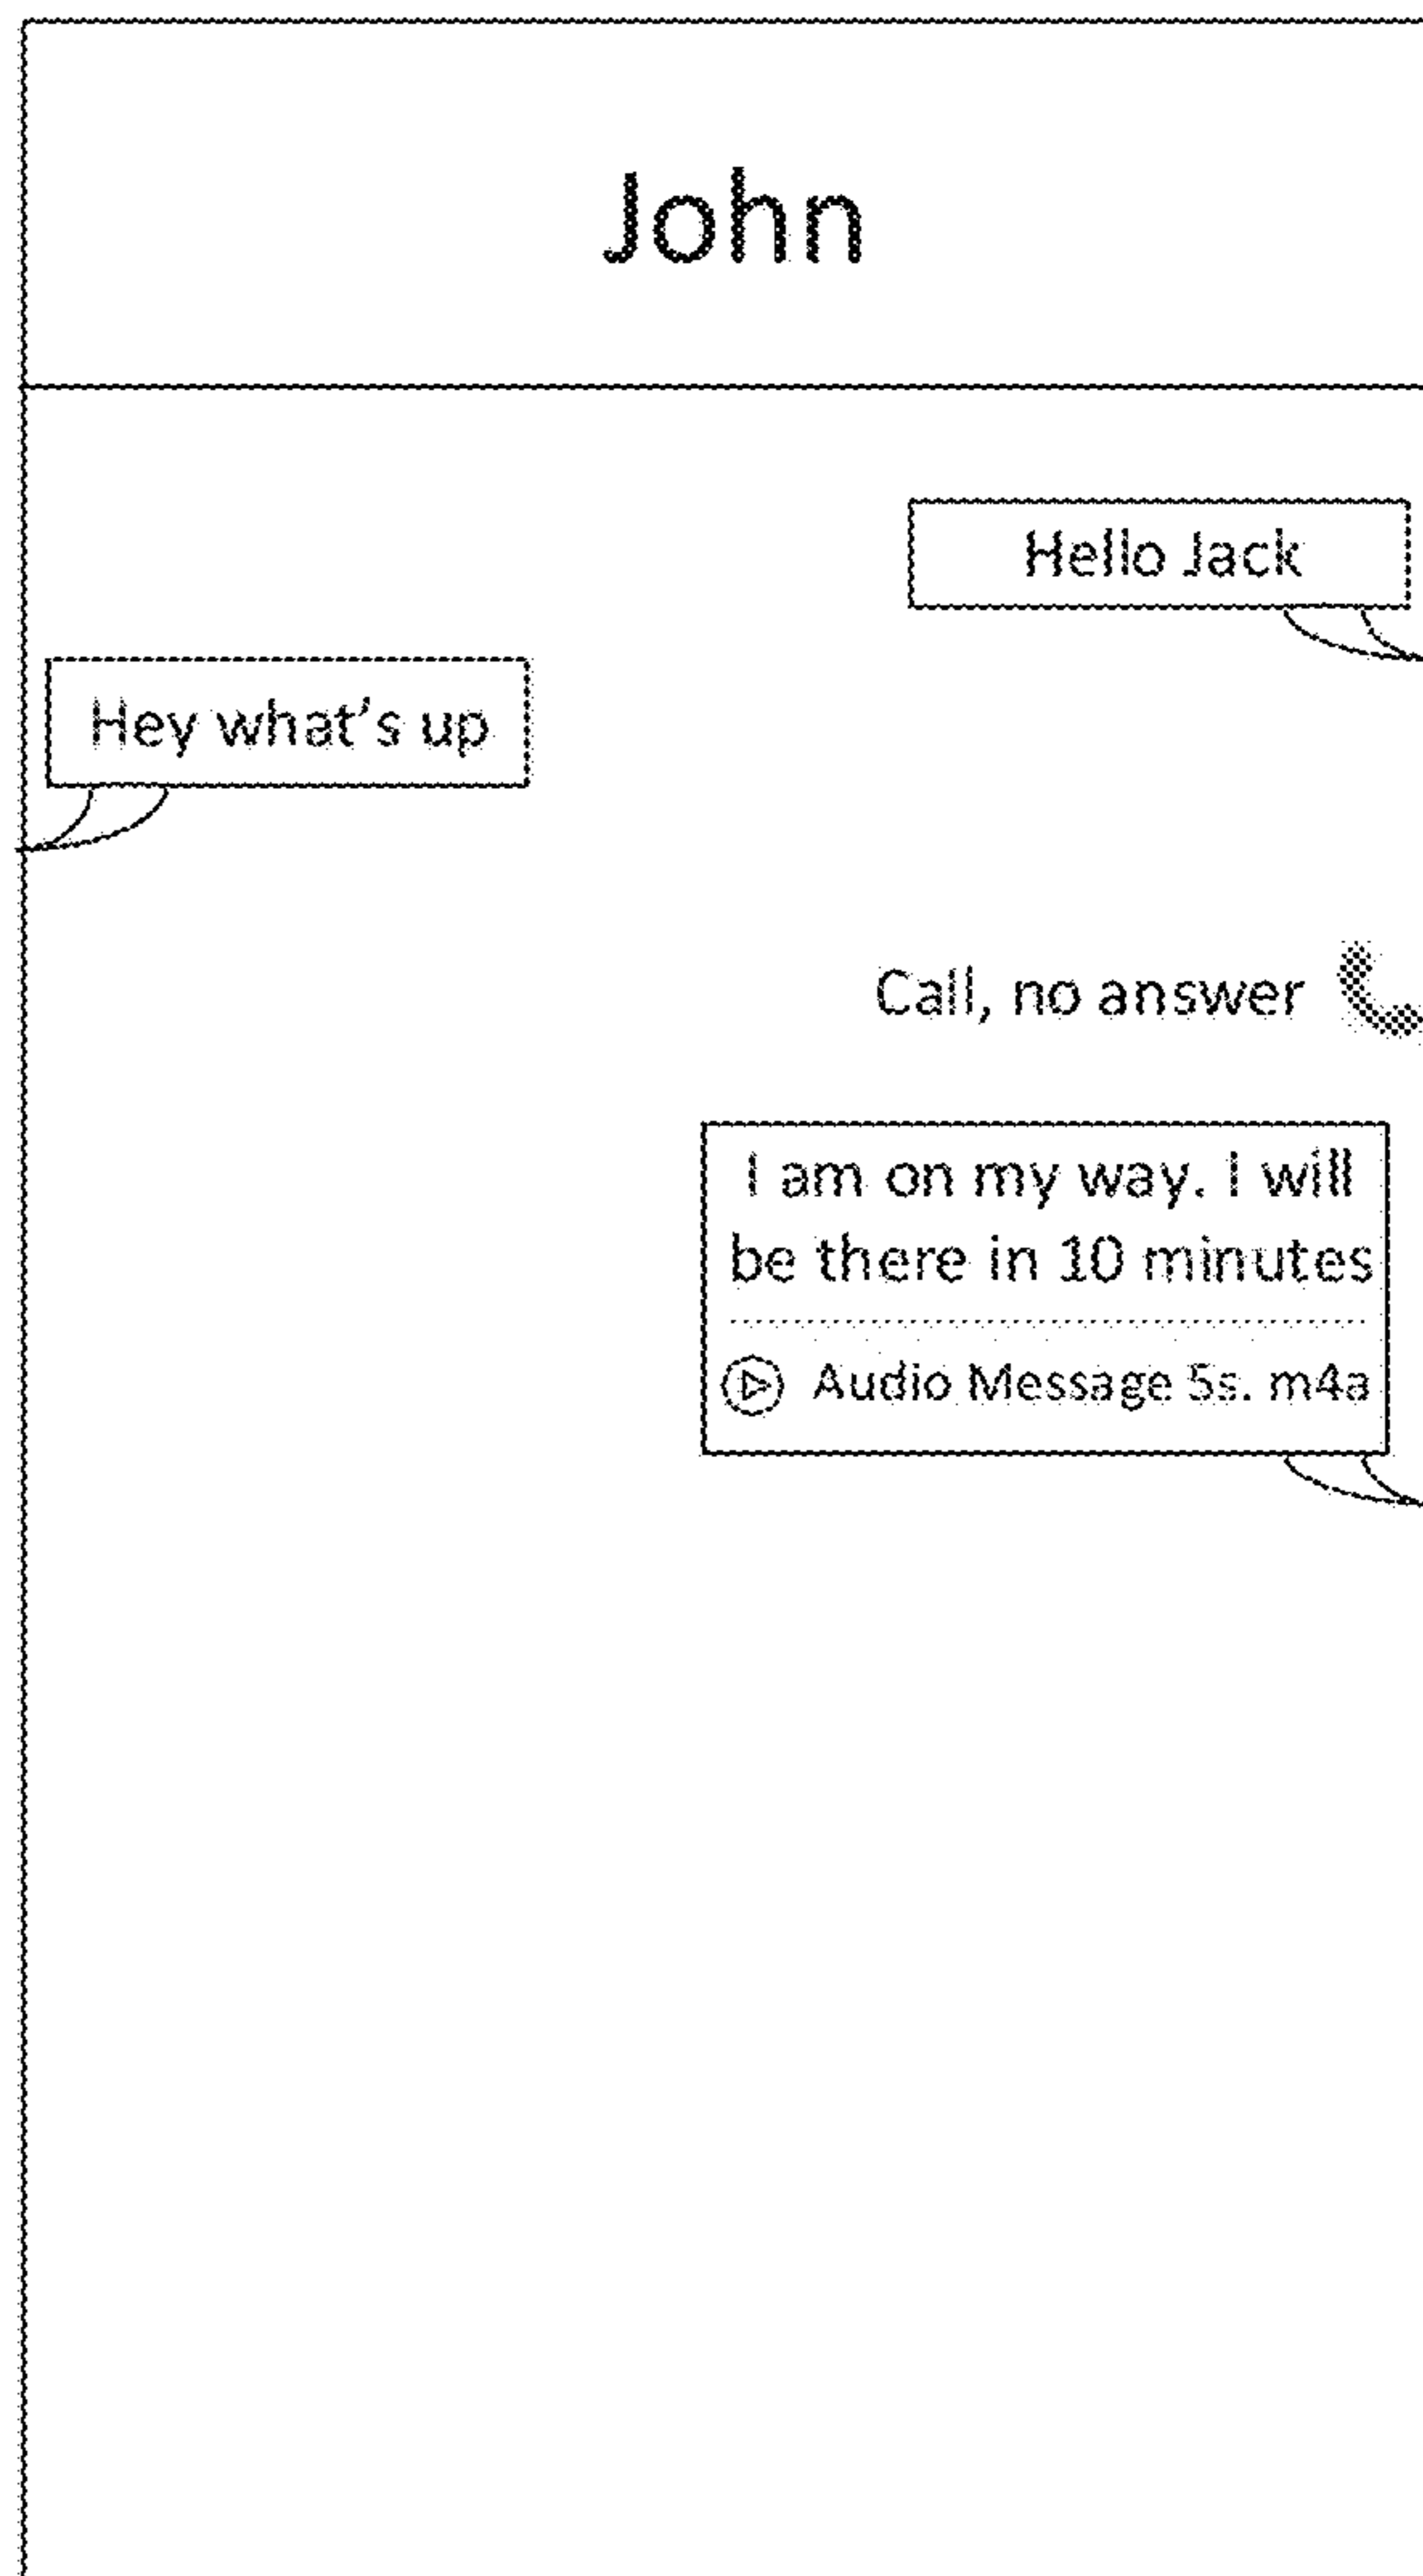 John
Hello Jack
Hey what's up
Call, no answer
I am on my way. I will
be there in 10 minutes
Audio Message 5s. m4a